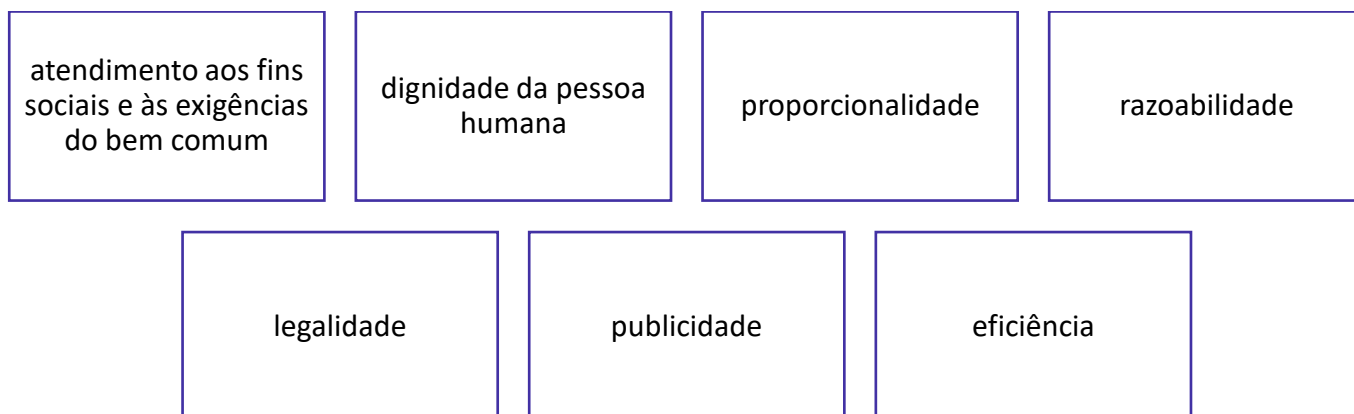 atendimento aos fins
sociais e às exigências
do bem comum
dignidade da pessoa
humana
proporcionalidade
razoabilidade
legalidade
publicidade
eficiência